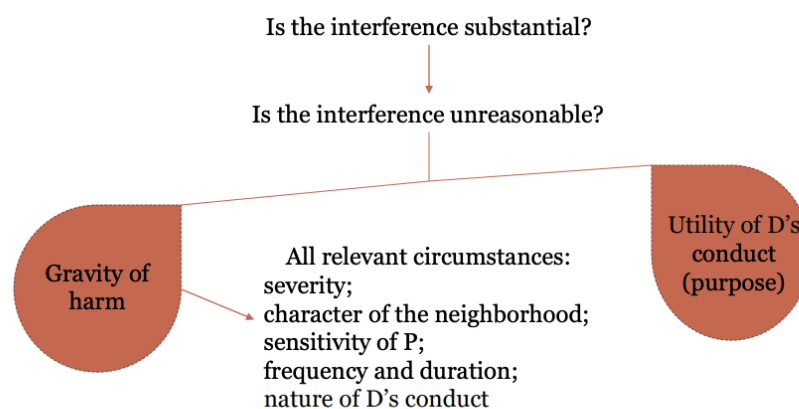 Is the interference substantial?
Is the interference unreasonable?
Gravity of
harm
All relevant circumstances:
severity;
character of the neighborhood;
sensitivity of P;
frequency and duration;
nature of D’s conduct
Utility of D’s
conduct
(purpose)